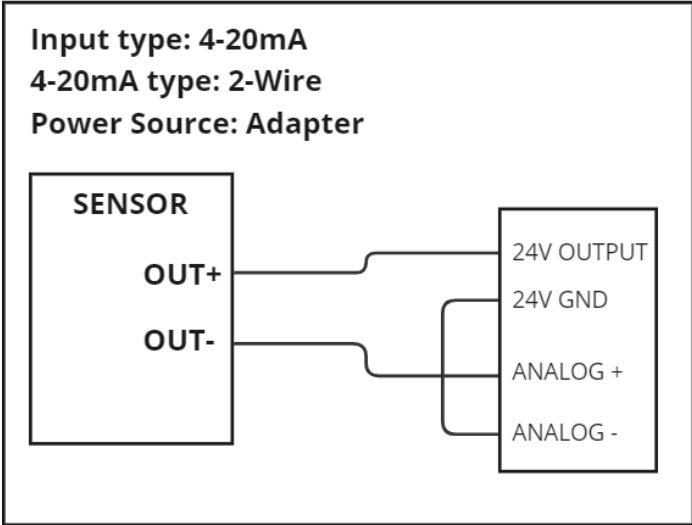 Input type: 4-20mA
4-20mA type: 2-Wire
Power Source: Adapter
SENSOR
OUT+
OUT-
24V OUTPUT
24V GND
ANALOG +
ANALOG -